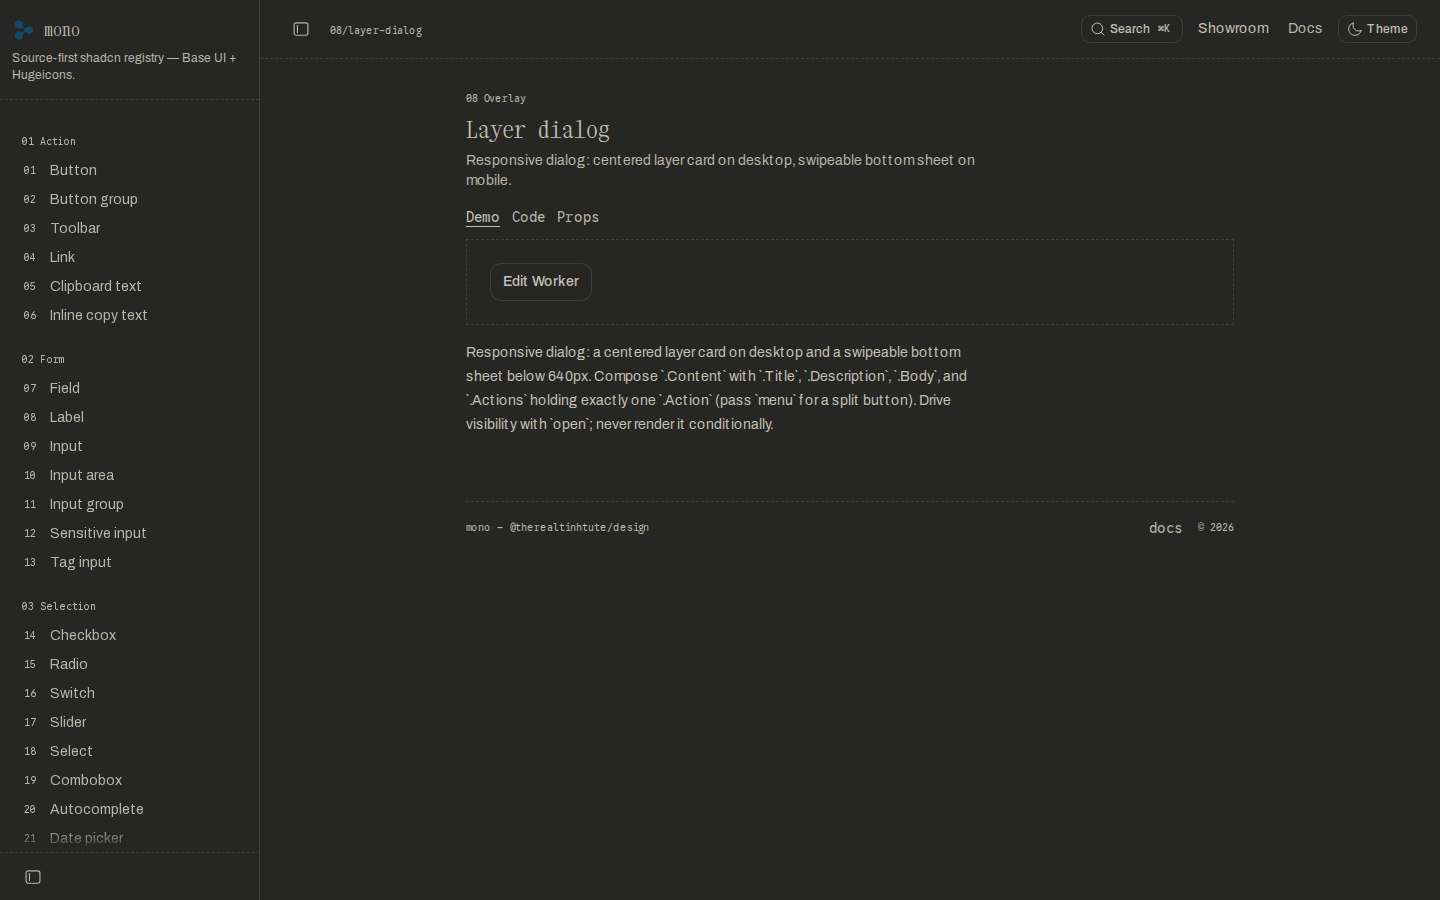 mono
Source-first shadcn registry — Base UI +
Hugeicons.
01 Action
01 Button
02 Button group
03 Toolbar
04 Link
05 Clipboard text
06 Inline copy text
02 Form
07 Field
08 Label
09 Input
10 Input area
11 Input group
12 Sensitive input
13 Tag input
03 Selection
14 Checkbox
15 Radio
16 Switch
17 Slider
18 Select
19 Combobox
20 Autocomplete
21 Date picker
08/layer-dialog
Search ⌘K
Showroom
Docs
Theme
08 Overlay
Layer dialog
Responsive dialog: centered layer card on desktop, swipeable bottom sheet on
mobile.
Demo Code Props
Edit Worker
Responsive dialog: a centered layer card on desktop and a swipeable bottom
sheet below 640px. Compose `.Content` with `.Title`, `.Description`, `.Body`, and
`.Actions` holding exactly one `.Action` (pass `menu` for a split button). Drive
visibility with `open`; never render it conditionally.
mono — @therealtinhtute/design
docs © 2026